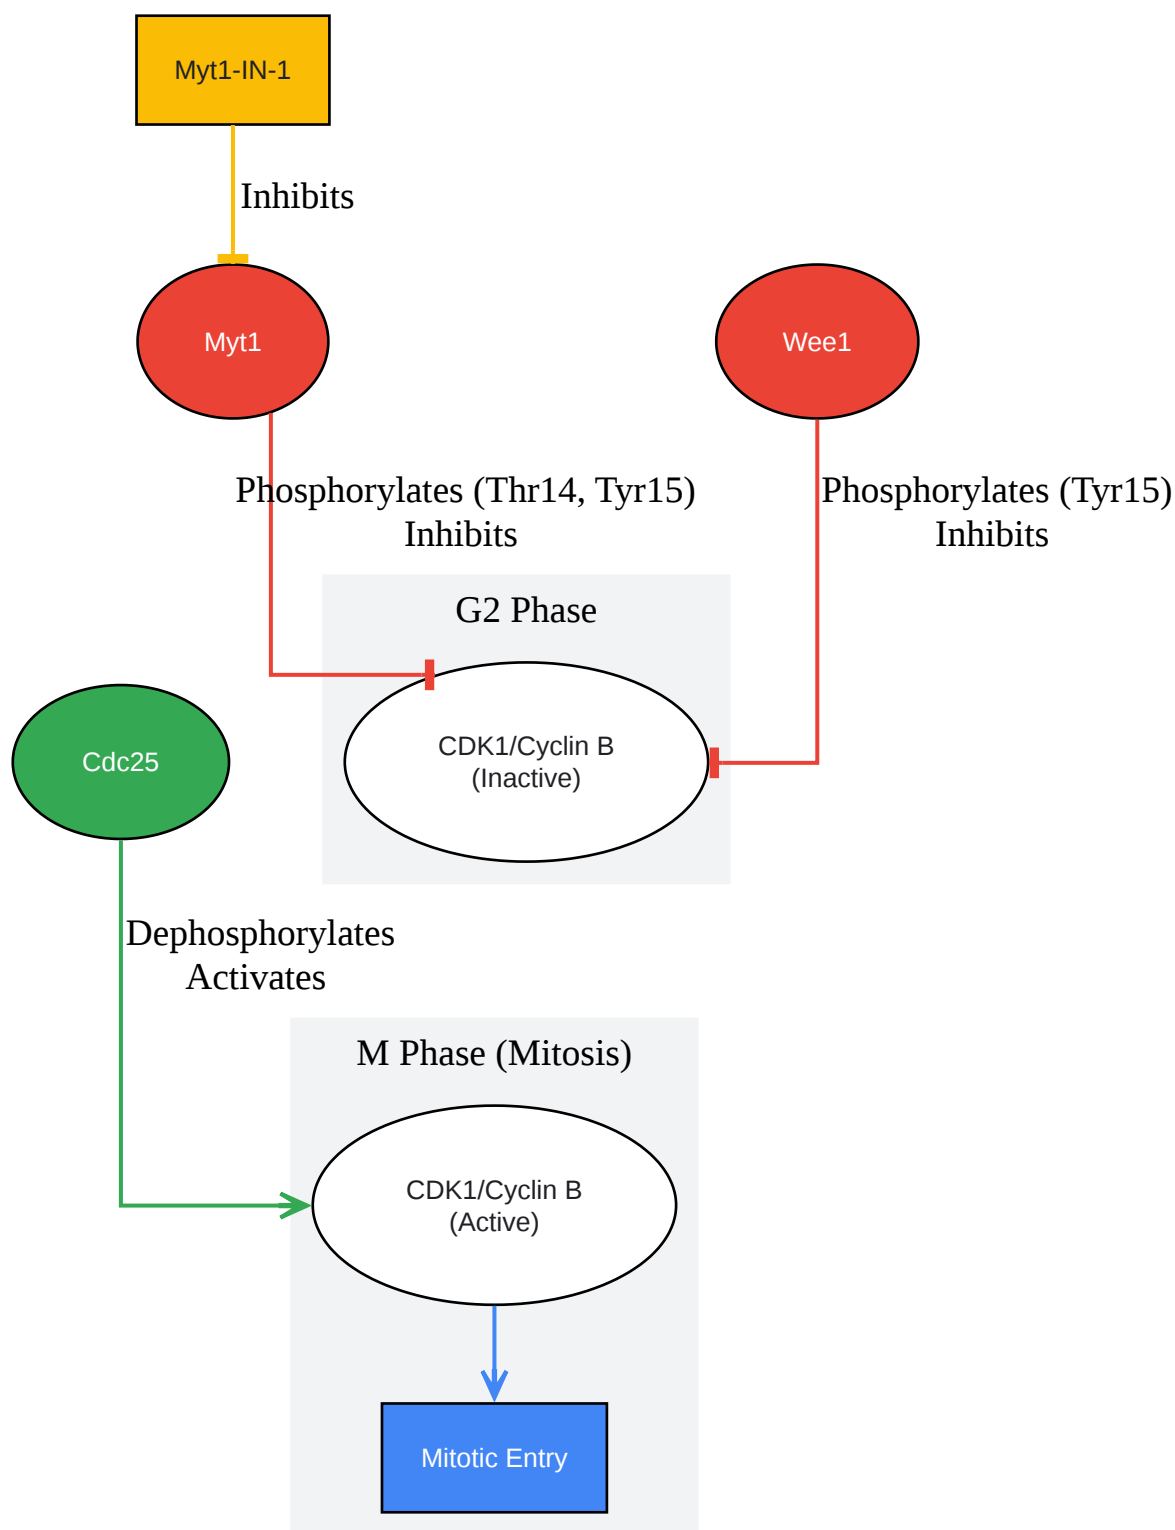 Myt1-IN-1
Inhibits
Myt1
Wee1
Phosphorylates (Thr14, Tyr15)
Inhibits
Phosphorylates (Tyr15)
Inhibits
G2 Phase
CDK1/Cyclin B
(Inactive)
Cdc25
Dephosphorylates
Activates
M Phase (Mitosis)
CDK1/Cyclin B
(Active)
Mitotic Entry